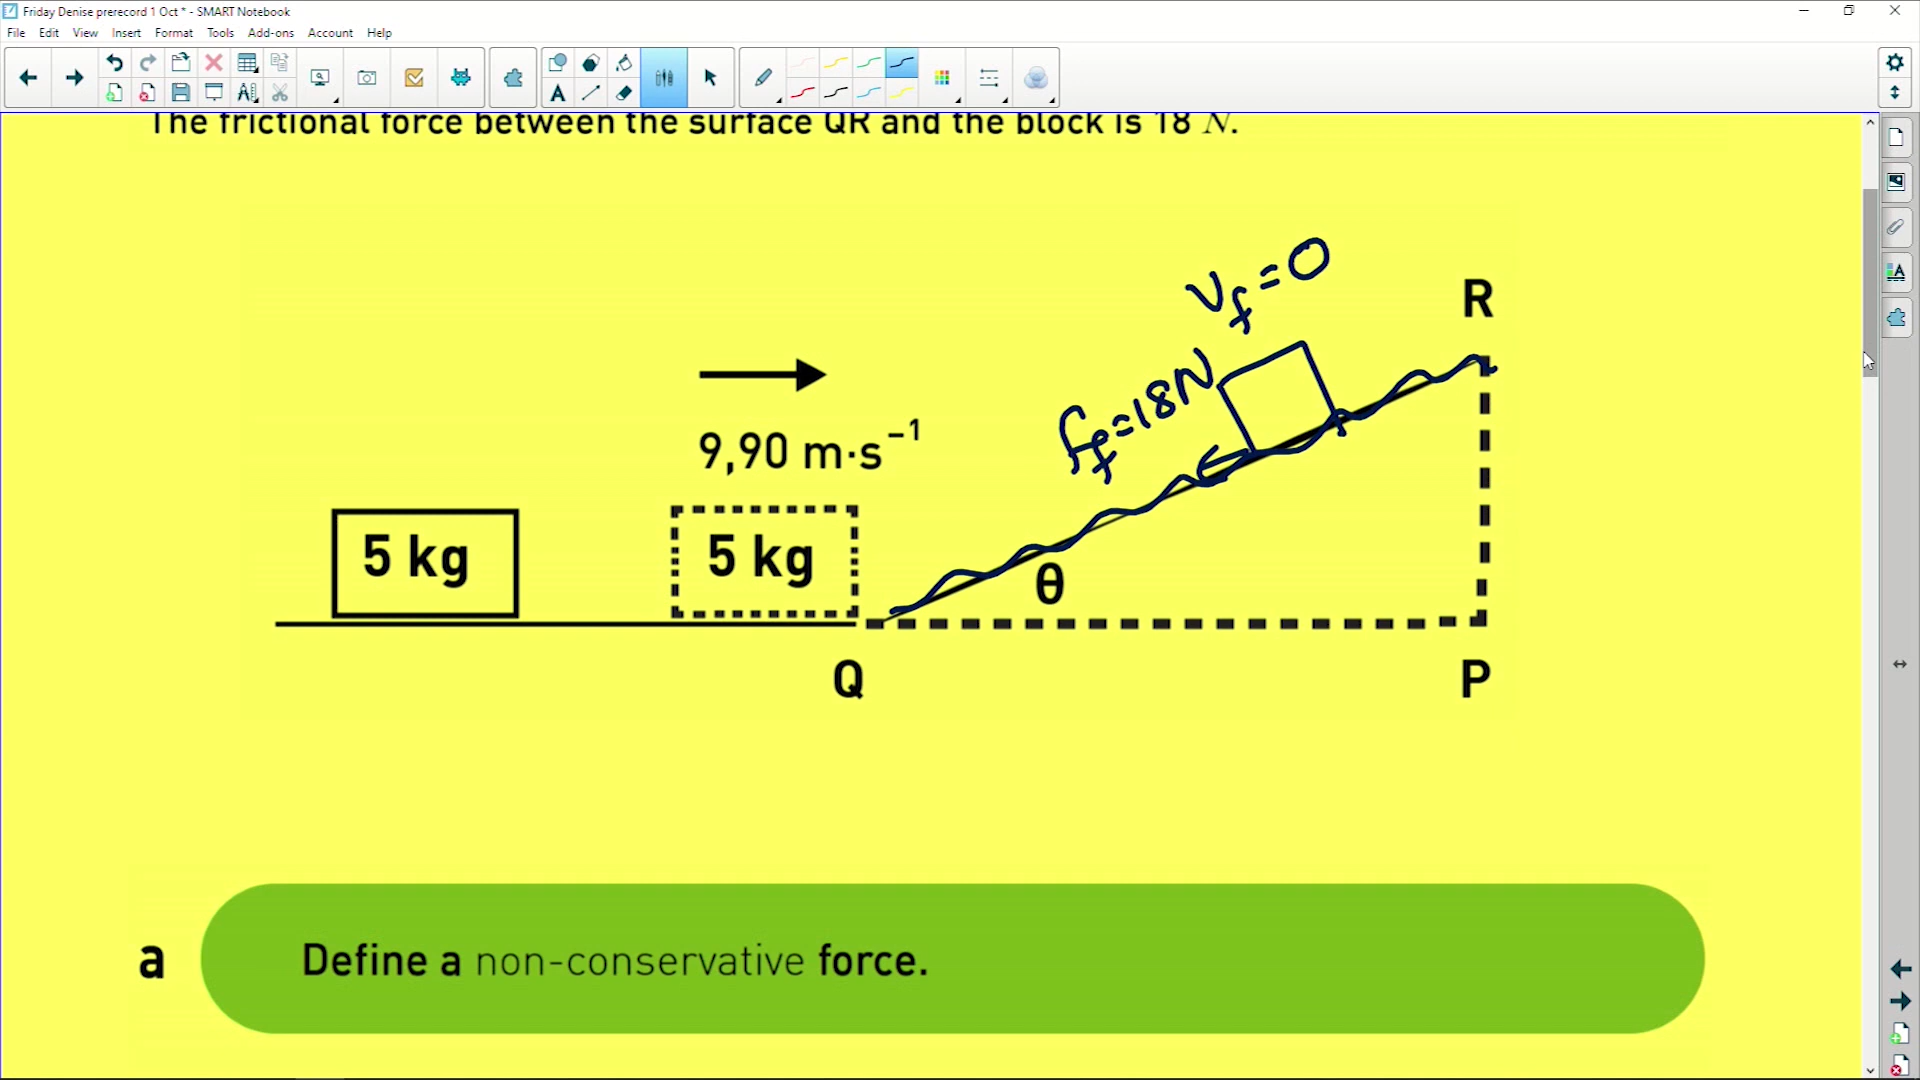 Friday Denise prerecord 1 Oct * - SMART Notebook
File Edit View Insert Format Tools Add-ons Account Help
The frictional force between the surface QR and the block is 18 N.
v_f = 0
R
f_f = 18N
9,90 m·s⁻¹
5 kg 5 kg
θ
Q P
a Define a non-conservative force.